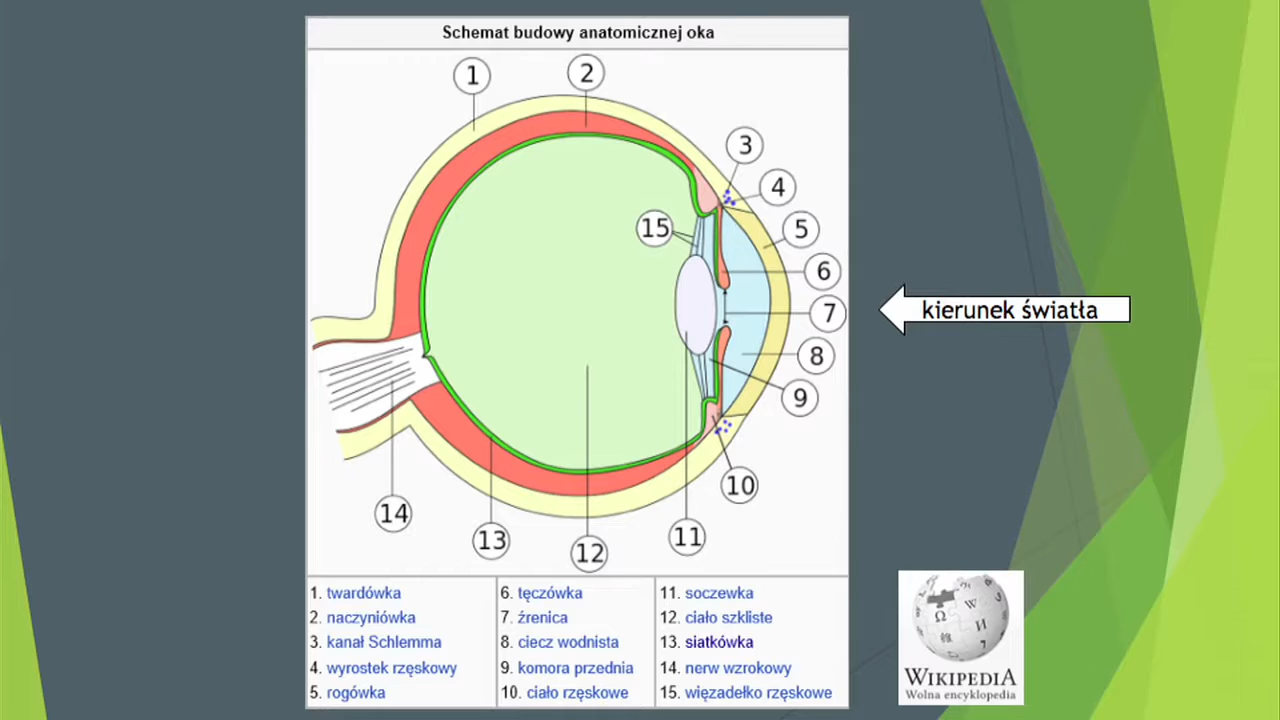 Schemat budowy anatomicznej oka
1
2
3
4
15
5
6
7
8
9
10
14
13
12
11
kierunek światła
1. twardówka
2. naczyniówka
3. kanał Schlemma
4. wyrostek rzęskowy
5. rogówka
6. tęczówka
7. źrenica
8. ciecz wodnista
9. komora przednia
10. ciało rzęskowe
11. soczewka
12. ciało szkliste
13. siatkówka
14. nerw wzrokowy
15. więzadełko rzęskowe
Ω
W
И
WIKIPEDIA
Wolna encyklopedia